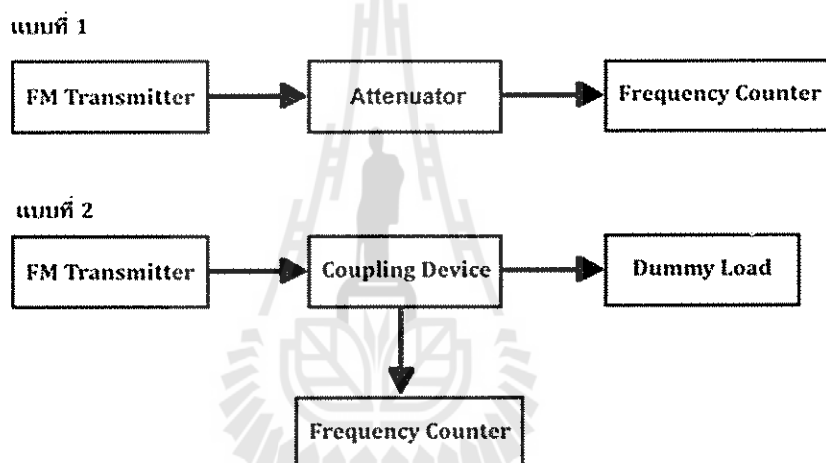 แบบที่ 1
FM Transmitter
Attenuator
Frequency Counter
แบบที่ 2
FM Transmitter
Coupling Device
Dummy Load
Frequency Counter